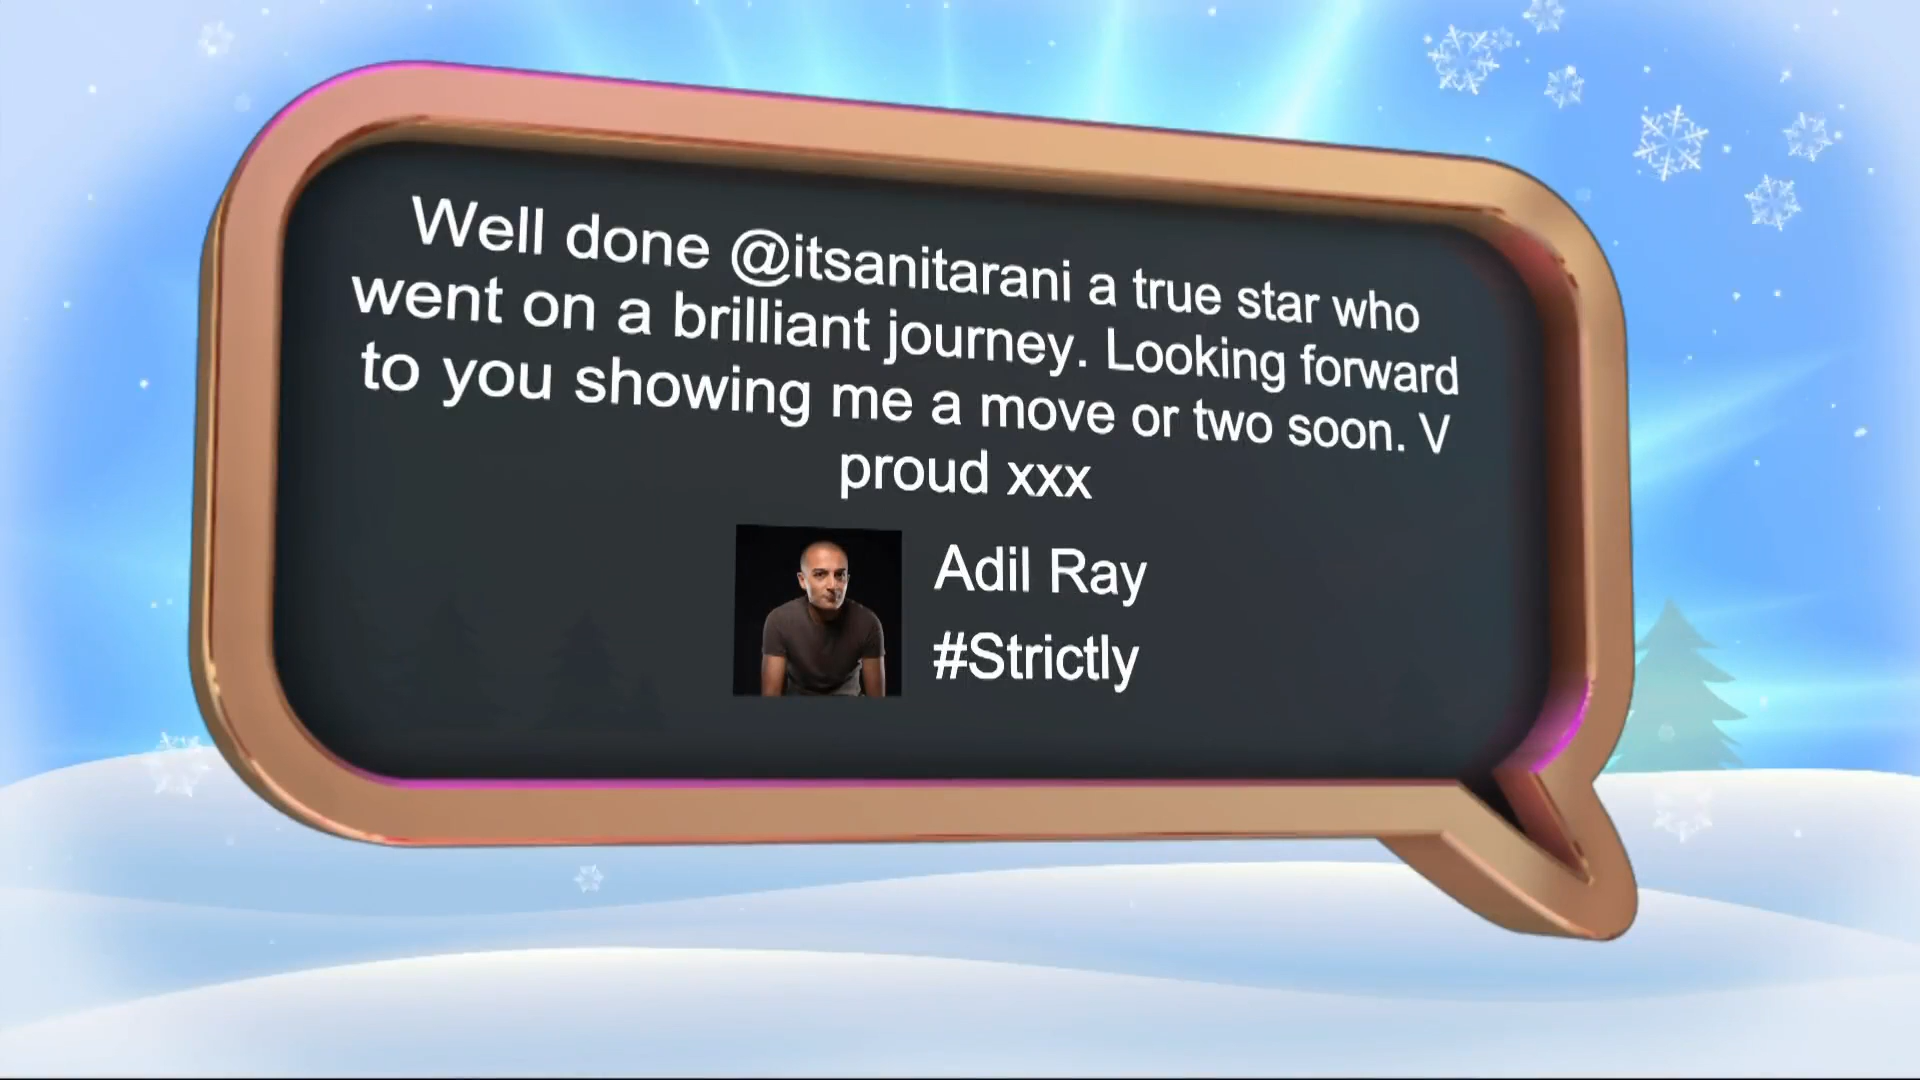 Well done @itsanitarani a true star who
went on a brilliant journey. Looking forward
to you showing me a move or two soon. V
proud xxx
Adil Ray
#Strictly